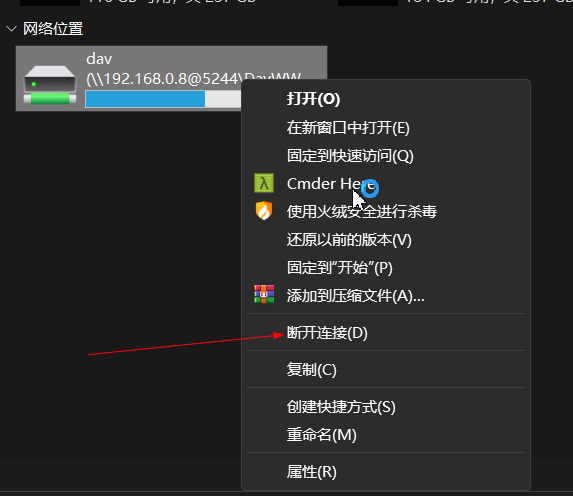 网络位置
dav
(\\192.168.0.8@5244\DavWW
打开(O)
在新窗口中打开(E)
固定到快速访问(Q)
Cmder Here
使用火绒安全进行杀毒
还原以前的版本(V)
固定到"开始"(P)
添加到压缩文件(A)...
断开连接(D)
复制(C)
创建快捷方式(S)
重命名(M)
属性(R)